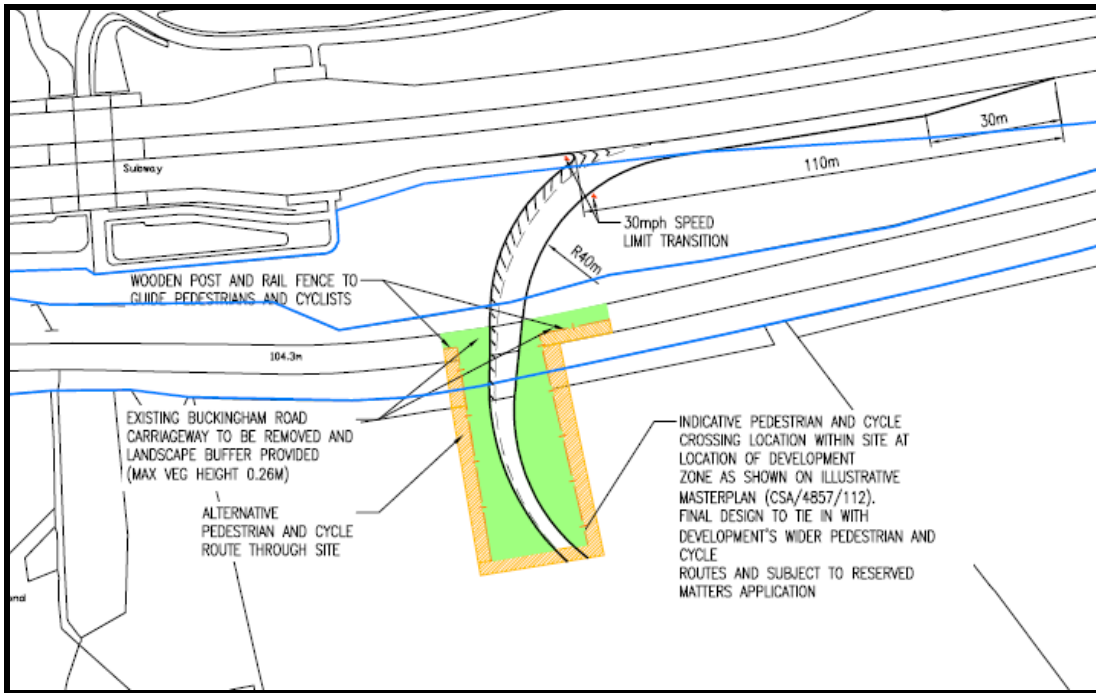 Subway
30m
110m
30mph SPEED
LIMIT TRANSITION
R40m
WOODEN POST AND RAIL FENCE TO
GUIDE PEDESTRIANS AND CYCLISTS
104.3m
EXISTING BUCKINGHAM ROAD
CARRIAGEWAY TO BE REMOVED AND
LANDSCAPE BUFFER PROVIDED
(MAX VEG HEIGHT 0.26M)
ALTERNATIVE
PEDESTRIAN AND CYCLE
ROUTE THROUGH SITE
INDICATIVE PEDESTRIAN AND CYCLE
CROSSING LOCATION WITHIN SITE AT
LOCATION OF DEVELOPMENT
ZONE AS SHOWN ON ILLUSTRATIVE
MASTERPLAN (CSA/4857/112).
FINAL DESIGN TO TIE IN WITH
DEVELOPMENT'S WIDER PEDESTRIAN AND
CYCLE
ROUTES AND SUBJECT TO RESERVED
MATTERS APPLICATION